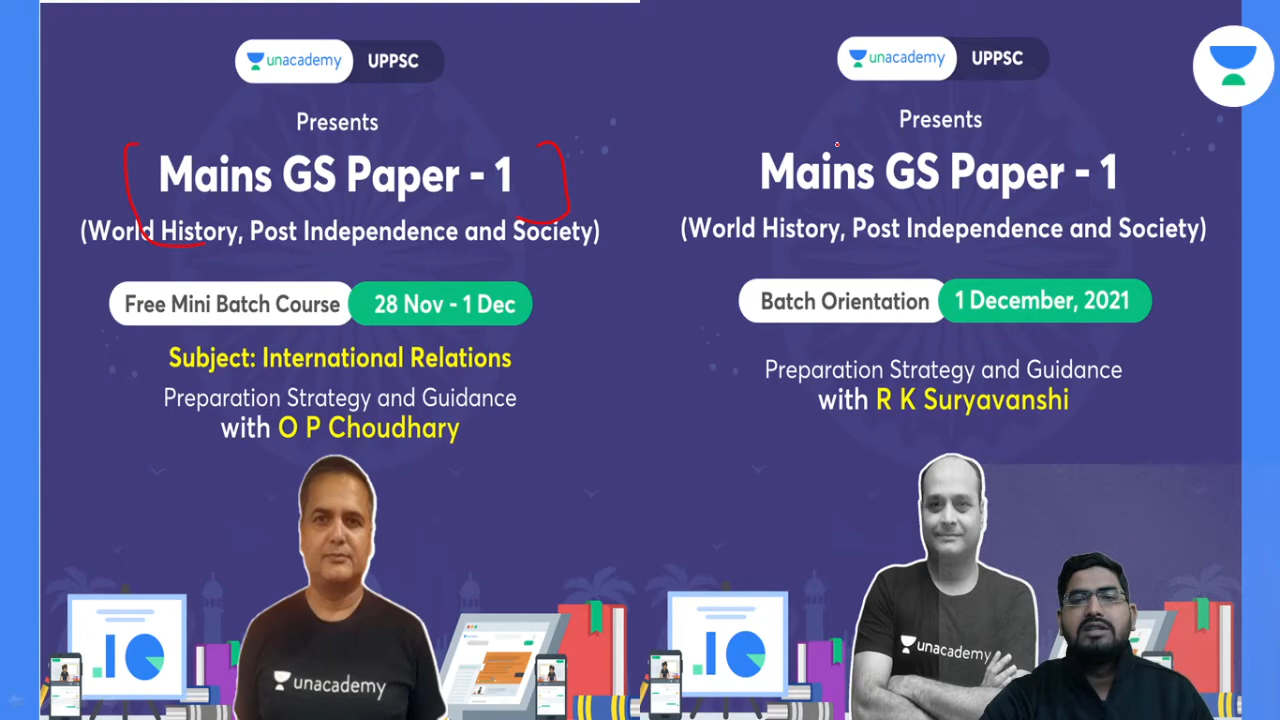 unacademy UPPSC
Presents
Mains GS Paper - 1
(World History, Post Independence and Society)
Free Mini Batch Course 28 Nov - 1 Dec
Subject: International Relations
Preparation Strategy and Guidance
with O P Choudhary
unacademy
unacademy UPPSC
Presents
Mains GS Paper - 1
(World History, Post Independence and Society)
Batch Orientation 1 December, 2021
Preparation Strategy and Guidance
with R K Suryavanshi
unacademy